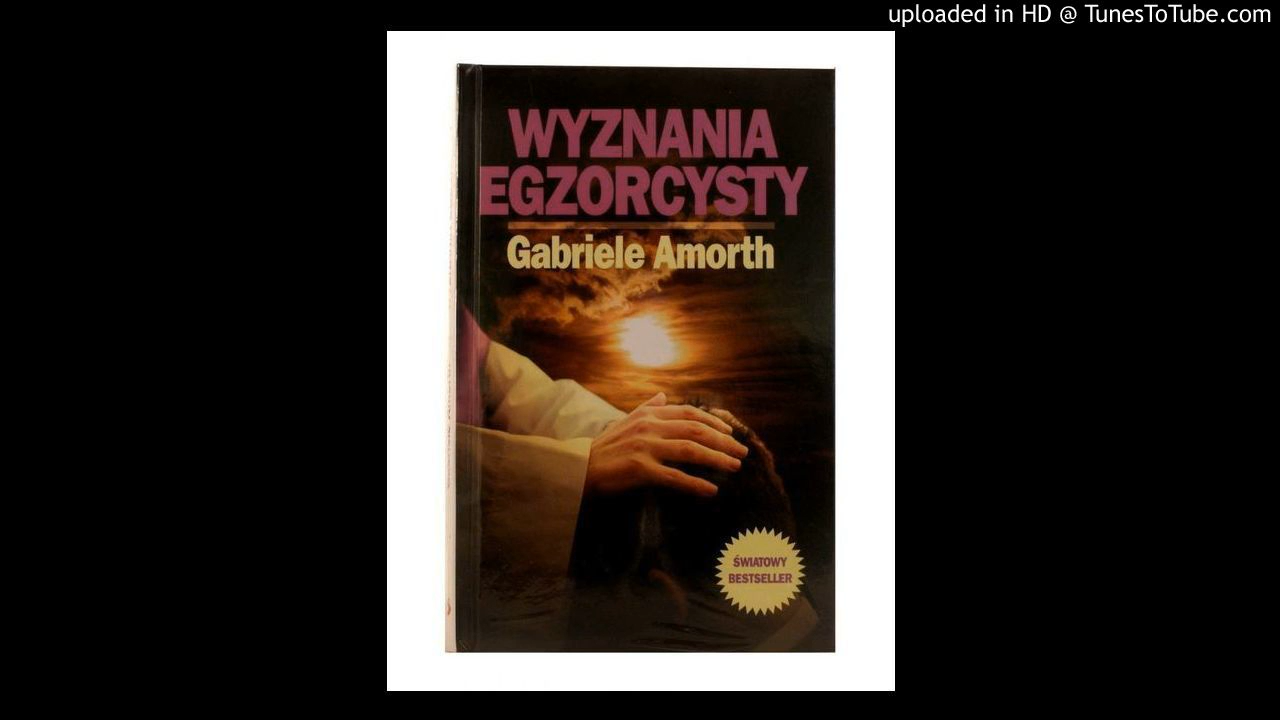 uploaded in HD @ TunesToTube.com
WYZNANIA
EGZORCYSTY
Gabriele Amorth
ŚWIATOWY
BESTSELLER